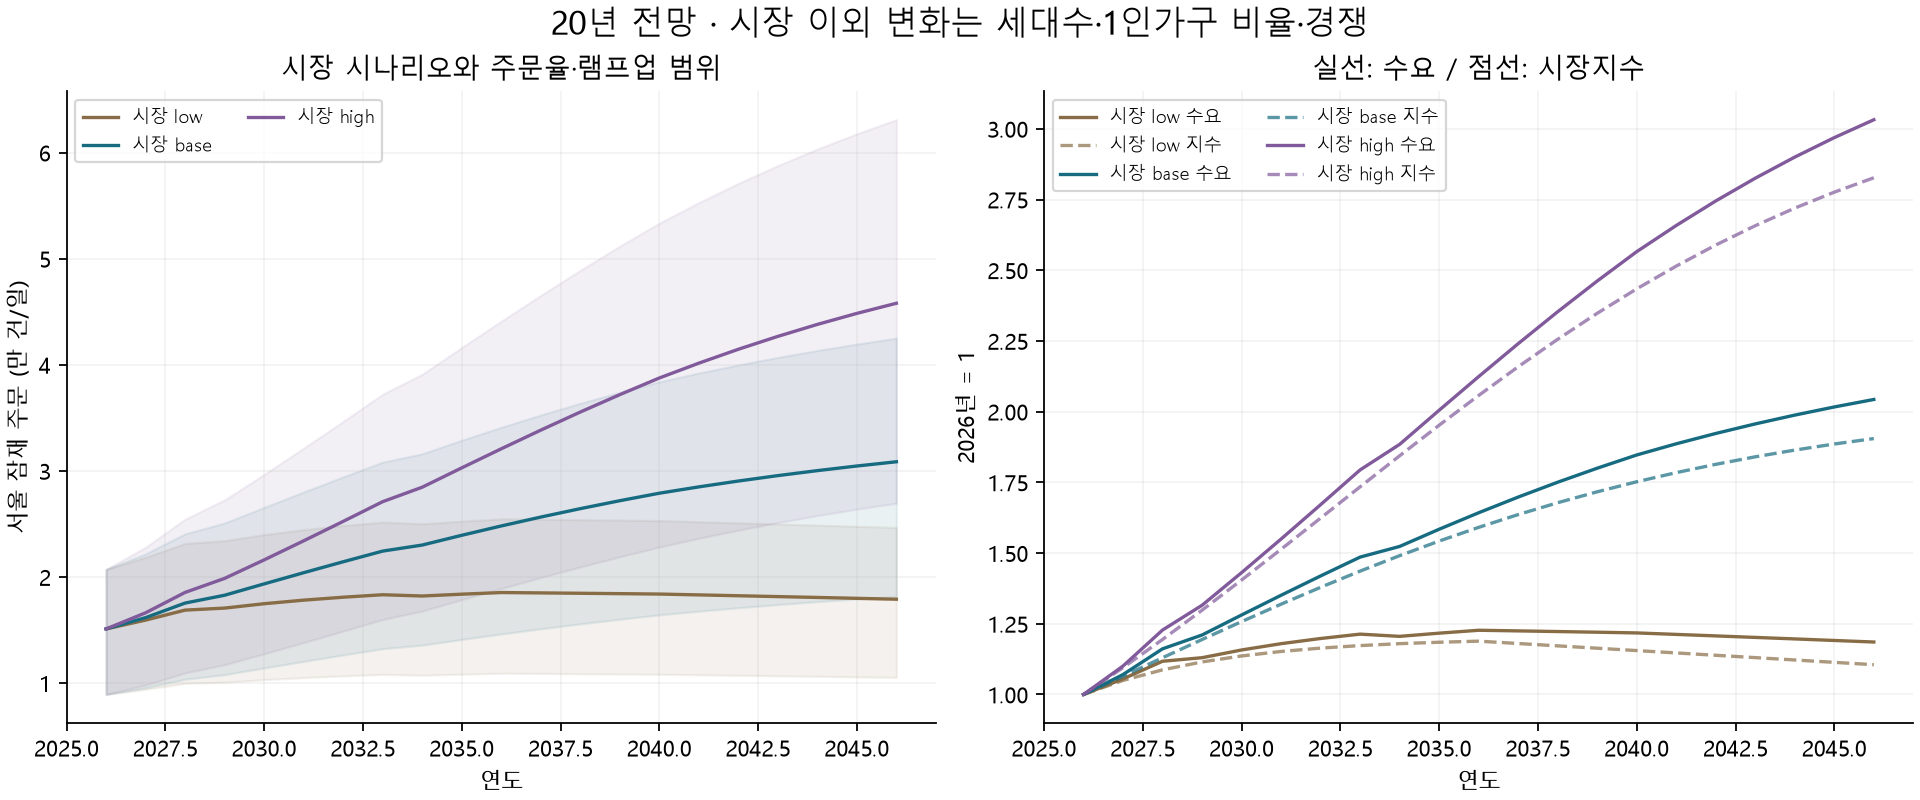 20년 전망 · 시장 이외 변화는 세대수·1인가구 비율·경쟁
시장 시나리오와 주문율·램프업 범위
시장 low
시장 base
시장 high
서울 잠재 주문 (만 건/일)
6
5
4
3
2
1
2025.0 2027.5 2030.0 2032.5 2035.0 2037.5 2040.0 2042.5 2045.0
연도
실선: 수요 / 점선: 시장지수
시장 low 수요
시장 low 지수
시장 base 수요
시장 base 지수
시장 high 수요
시장 high 지수
2026년 = 1
3.00
2.75
2.50
2.25
2.00
1.75
1.50
1.25
1.00
2025.0 2027.5 2030.0 2032.5 2035.0 2037.5 2040.0 2042.5 2045.0
연도